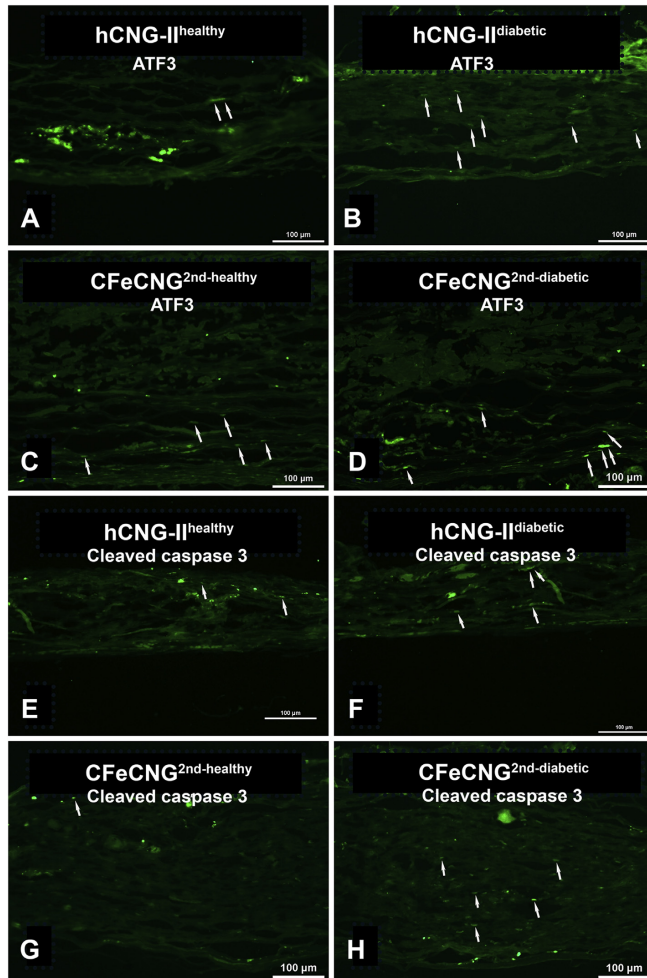 hCNG-IIhealthy
ATF3
A
100 µm
hCNG-IIdiabetic
ATF3
B
100 µm
CFeCNG2nd-healthy
ATF3
C
100 µm
CFeCNG2nd-diabetic
ATF3
D
100 µm
hCNG-IIhealthy
Cleaved caspase 3
E
100 µm
hCNG-IIdiabetic
Cleaved caspase 3
F
100 µm
CFeCNG2nd-healthy
Cleaved caspase 3
G
100 µm
CFeCNG2nd-diabetic
Cleaved caspase 3
H
100 µm